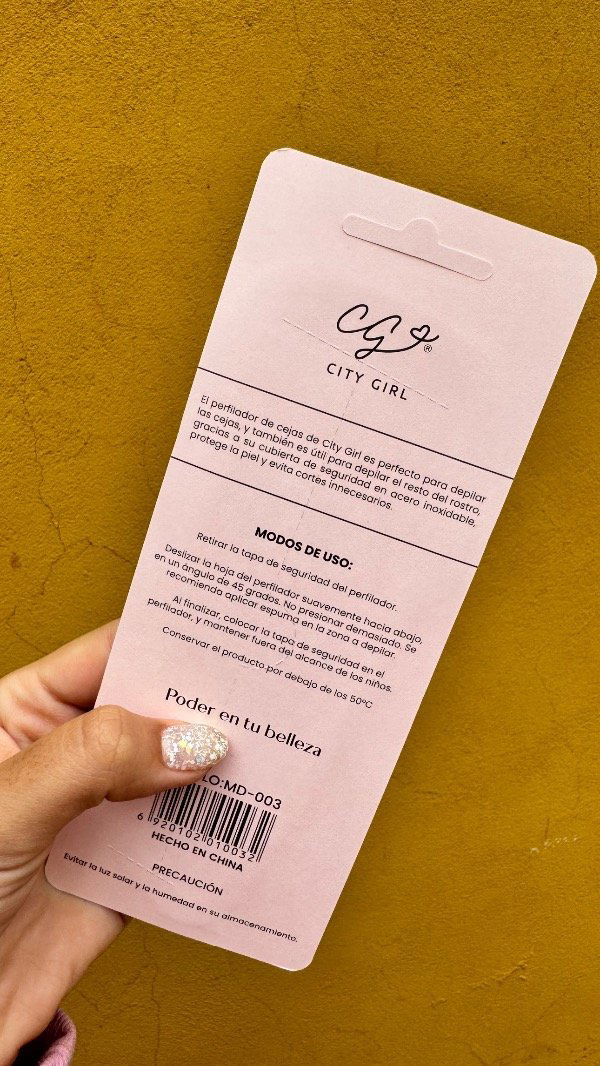 CG ®
CITY GIRL
El perfilador de cejas de City Girl es perfecto para depilar
las cejas, y también es útil para depilar el resto del rostro,
gracias a su cubierta de seguridad en acero inoxidable,
protege la piel y evita cortes innecesarios.
MODOS DE USO:
Retirar la tapa de seguridad del perfilador.
Deslizar la hoja del perfilador suavemente hacia abajo,
en un ángulo de 45 grados. No presionar demasiado. Se
recomienda aplicar espuma en la zona a depilar.
Al finalizar, colocar la tapa de seguridad en el
perfilador, y mantener fuera del alcance de los niños.
Conservar el producto por debajo de los 50°C
Poder en tu belleza
LO:MD-003
6 920102 010032
HECHO EN CHINA
PRECAUCIÓN
Evitar la luz solar y la humedad en su almacenamiento.